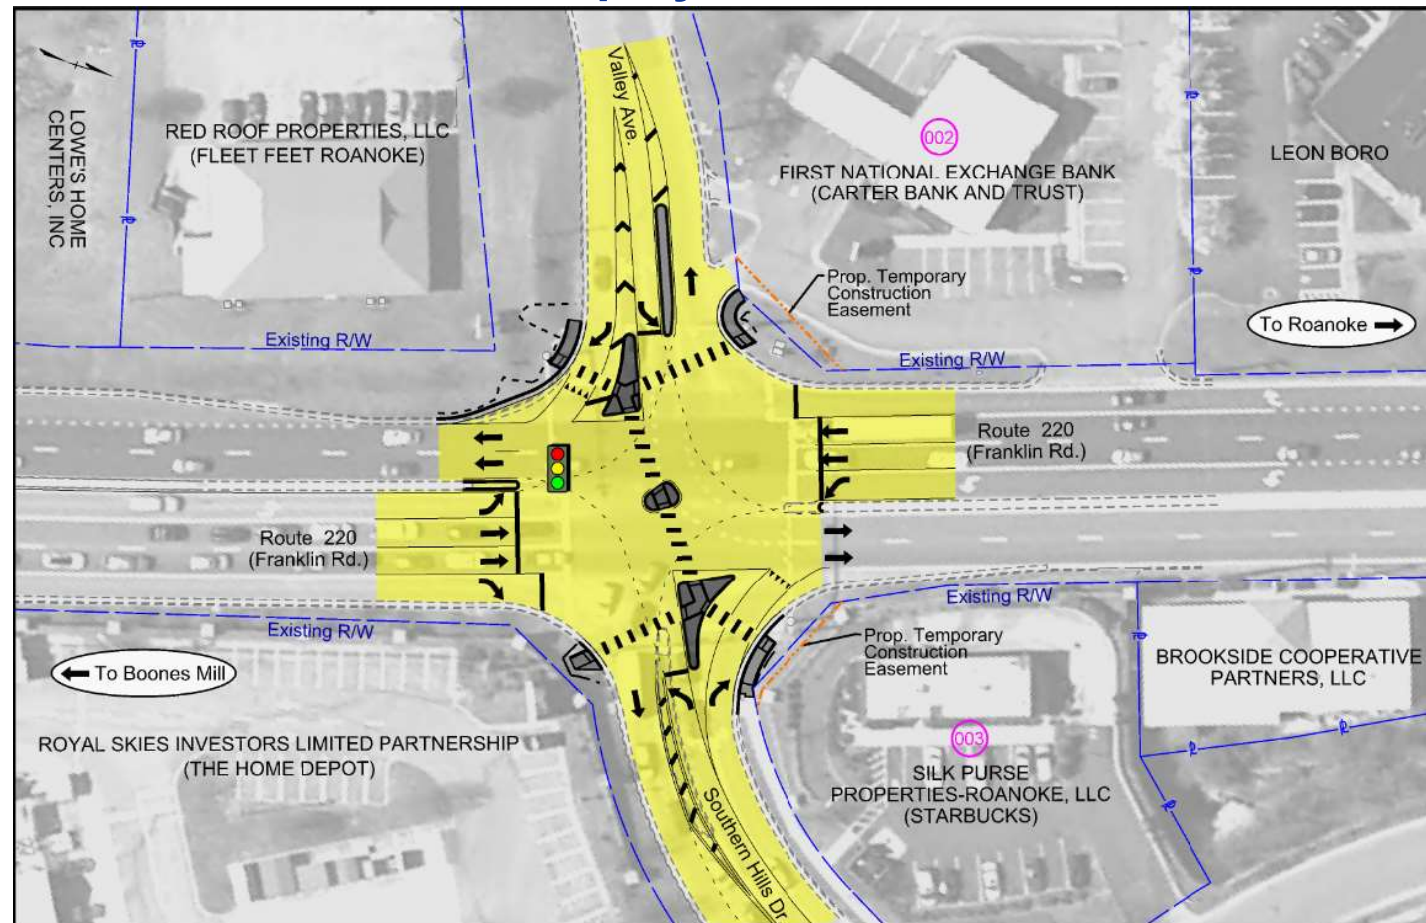 Valley Ave.
LOWE'S HOME
CENTERS, INC
RED ROOF PROPERTIES, LLC
(FLEET FEET ROANOKE)
002
FIRST NATIONAL EXCHANGE BANK
(CARTER BANK AND TRUST)
LEON BORO
Prop. Temporary
Construction
Easement
To Roanoke
Existing R/W
Existing R/W
Route 220
(Franklin Rd.)
Route 220
(Franklin Rd.)
Existing R/W
Existing R/W
Prop. Temporary
Construction
Easement
To Boones Mill
BROOKSIDE COOPERATIVE
PARTNERS, LLC
ROYAL SKIES INVESTORS LIMITED PARTNERSHIP
(THE HOME DEPOT)
003
SILK PURSE
PROPERTIES-ROANOKE, LLC
(STARBUCKS)
Southern Hills Dr